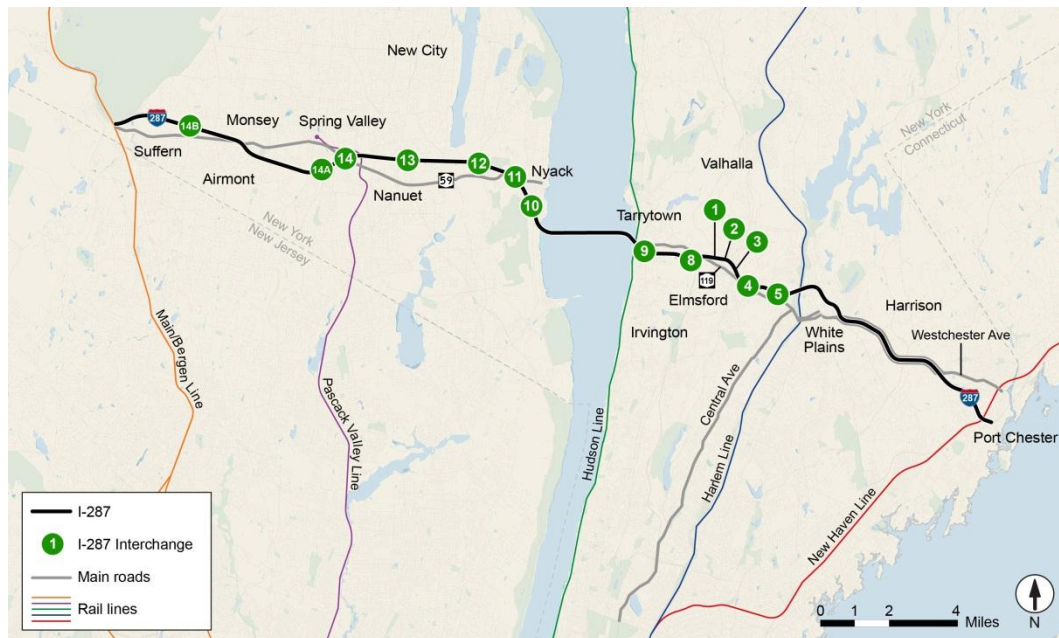 New City
287
14B
Monsey
Spring Valley
Suffern
14A
14
13
12
11
Nyack
Airmont
Nanuet
59
10
New York
New Jersey
Main/Bergen Line
Pascack Valley Line
Hudson Line
Valhalla
Tarrytown
1
2
3
9
8
119
4
5
Elmsford
Irvington
White
Plains
Harrison
Westchester Ave
New York
Connecticut
287
Port Chester
Central Ave
Harlem Line
New Haven Line
I-287
1
I-287 Interchange
Main roads
Rail lines
0 1 2 4
Miles
N